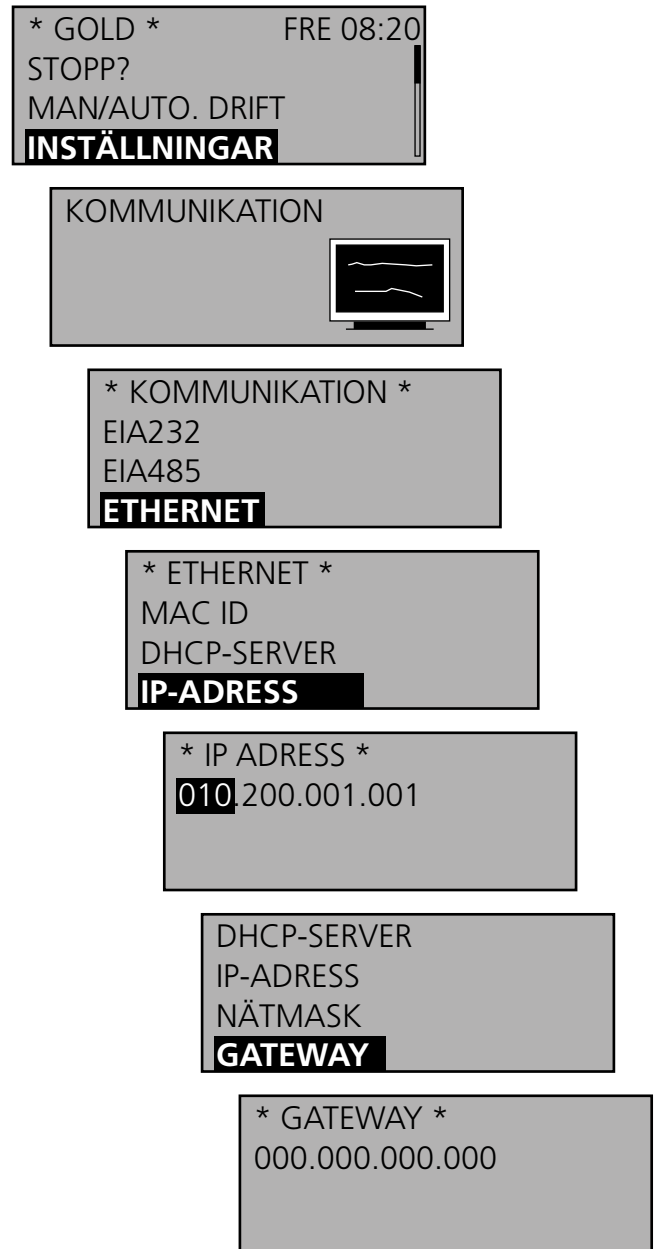 * GOLD * FRE 08:20
STOPP?
MAN/AUTO. DRIFT
INSTÄLLNINGAR
KOMMUNIKATION
* KOMMUNIKATION *
EIA232
EIA485
ETHERNET
* ETHERNET *
MAC ID
DHCP-SERVER
IP-ADRESS
* IP ADRESS *
010.200.001.001
DHCP-SERVER
IP-ADRESS
NÄTMASK
GATEWAY
* GATEWAY *
000.000.000.000